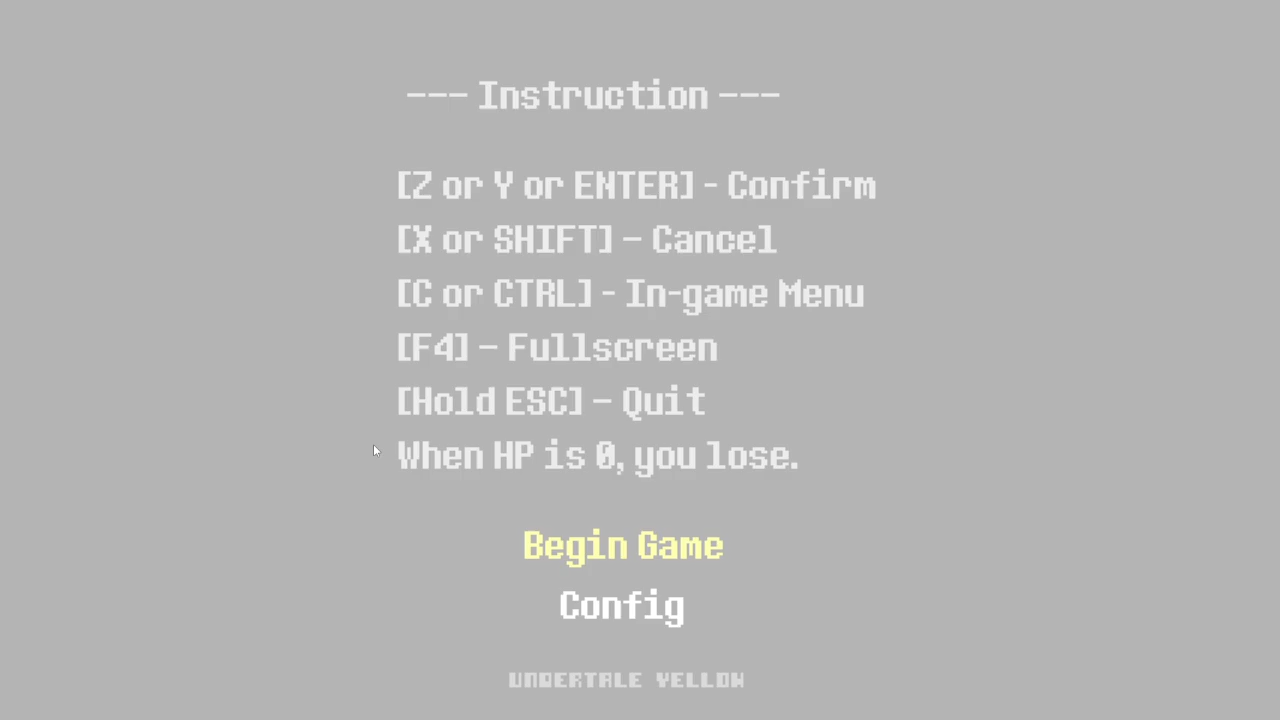 --- Instruction ---
[Z or Y or ENTER] - Confirm
[X or SHIFT] - Cancel
[C or CTRL] - In-game Menu
[F4] - Fullscreen
[Hold ESC] - Quit
When HP is 0, you lose.
Begin Game
Config
UNDERTALE YELLOW